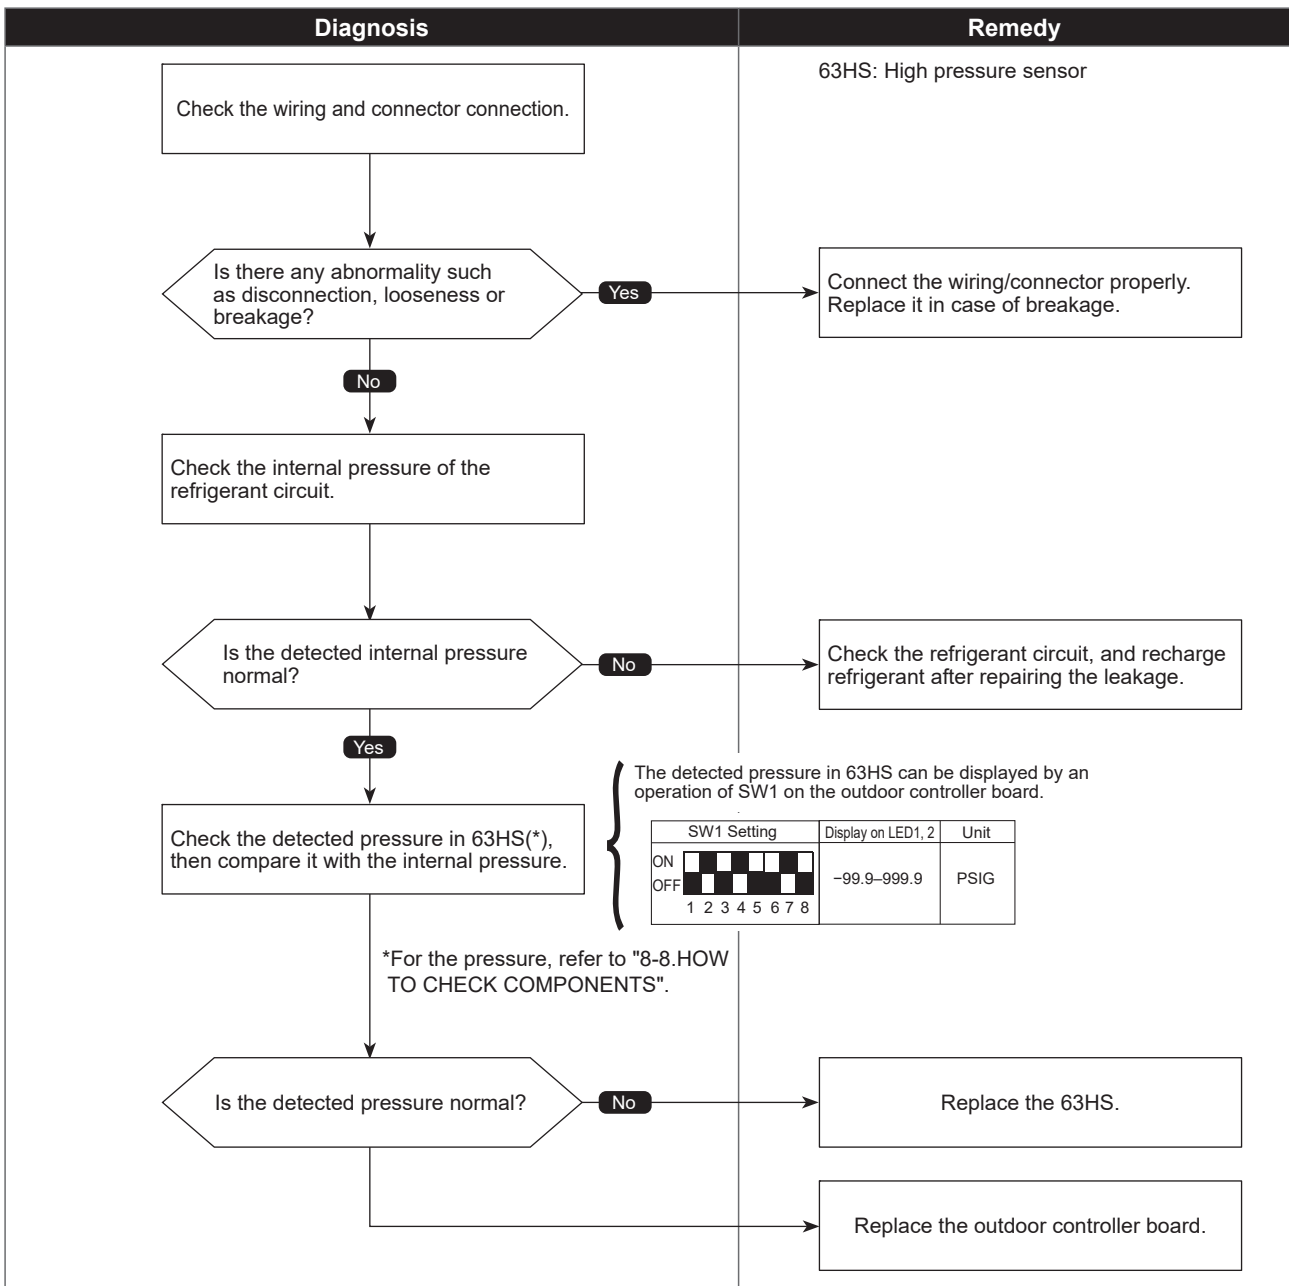 Diagnosis
Remedy
63HS: High pressure sensor
Check the wiring and connector connection.
Is there any abnormality such
as disconnection, looseness or
breakage?
Yes
Connect the wiring/connector properly.
Replace it in case of breakage.
No
Check the internal pressure of the
refrigerant circuit.
Is the detected internal pressure
normal?
No
Check the refrigerant circuit, and recharge
refrigerant after repairing the leakage.
Yes
The detected pressure in 63HS can be displayed by an
operation of SW1 on the outdoor controller board.
Check the detected pressure in 63HS(*),
then compare it with the internal pressure.
SW1 Setting
Display on LED1, 2
Unit
ON
OFF
1 2 3 4 5 6 7 8
−99.9–999.9
PSIG
*For the pressure, refer to "8-8.HOW
TO CHECK COMPONENTS".
Is the detected pressure normal?
No
Replace the 63HS.
Replace the outdoor controller board.